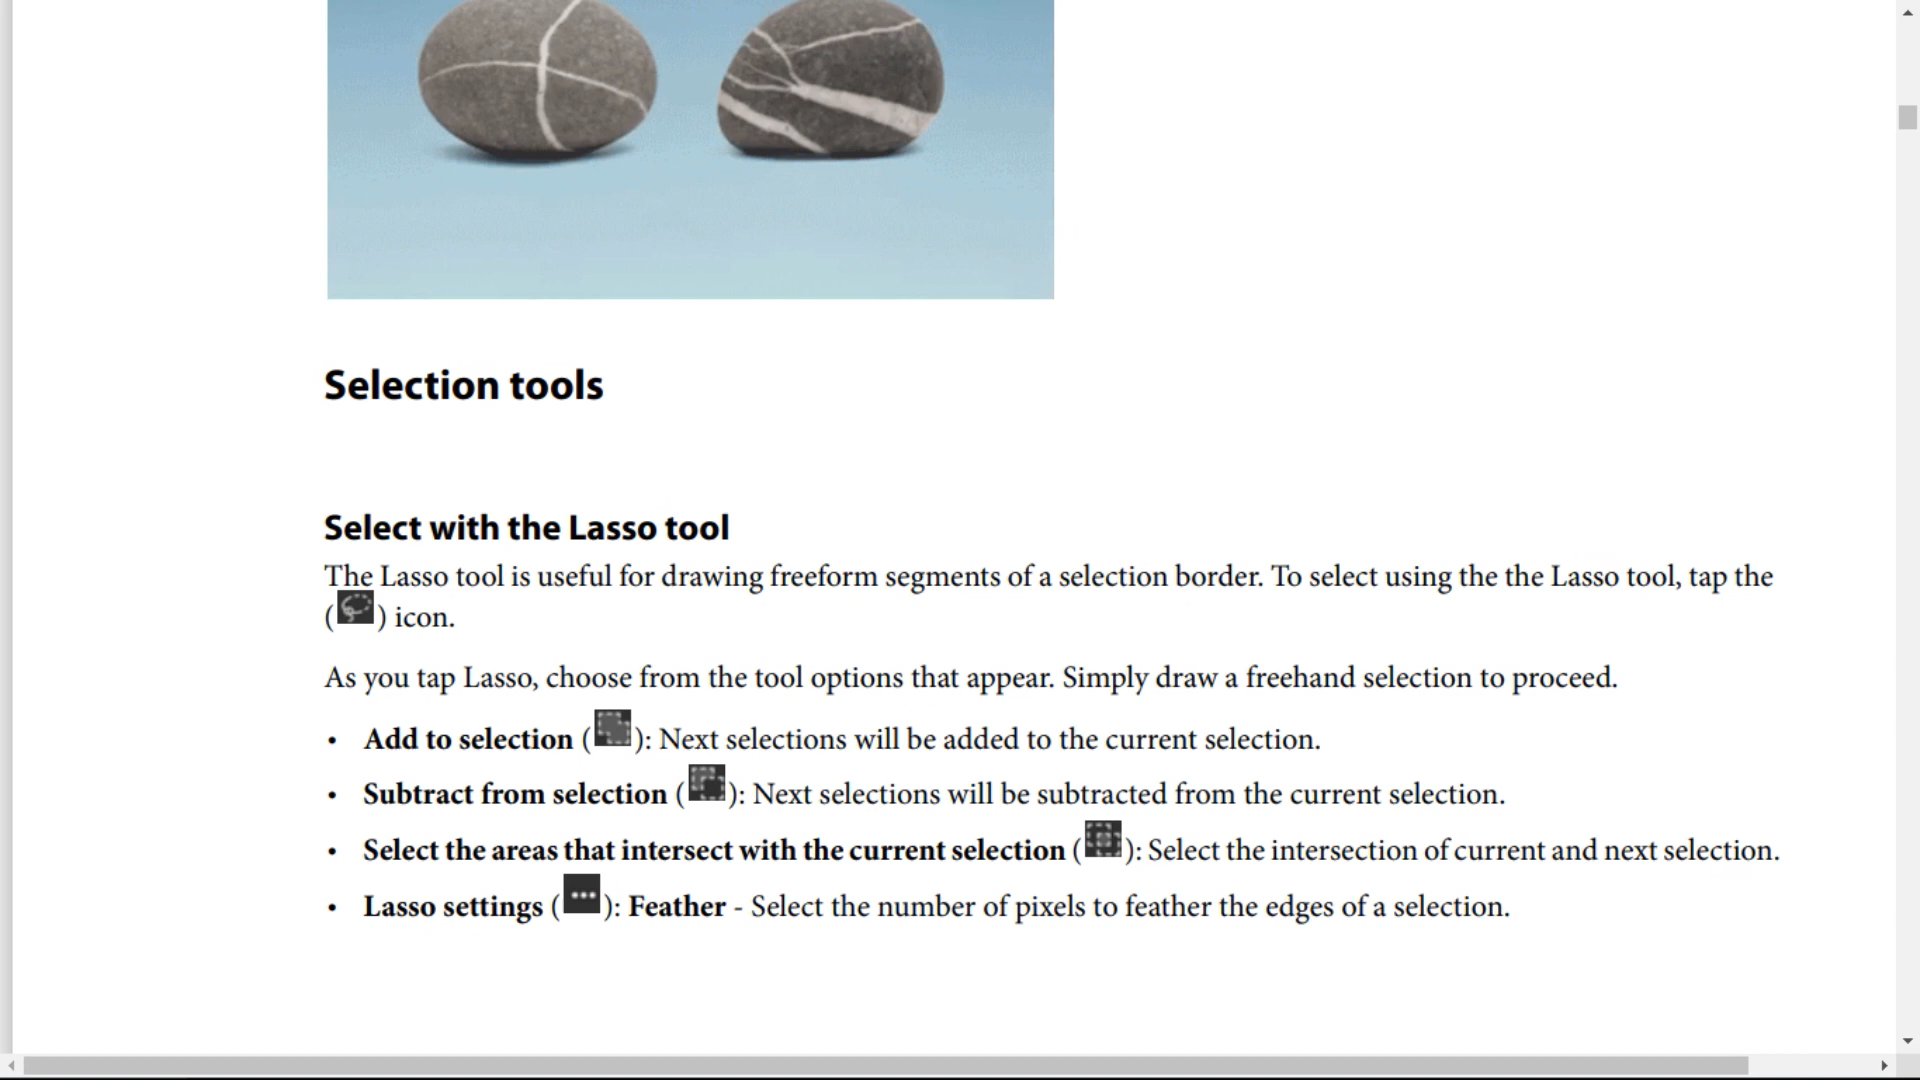 Selection tools
Select with the Lasso tool
The Lasso tool is useful for drawing freeform segments of a selection border. To select using the the Lasso tool, tap the
( ) icon.
As you tap Lasso, choose from the tool options that appear. Simply draw a freehand selection to proceed.
• Add to selection ( ): Next selections will be added to the current selection.
• Subtract from selection ( ): Next selections will be subtracted from the current selection.
• Select the areas that intersect with the current selection ( ): Select the intersection of current and next selection.
• Lasso settings ( ): Feather - Select the number of pixels to feather the edges of a selection.